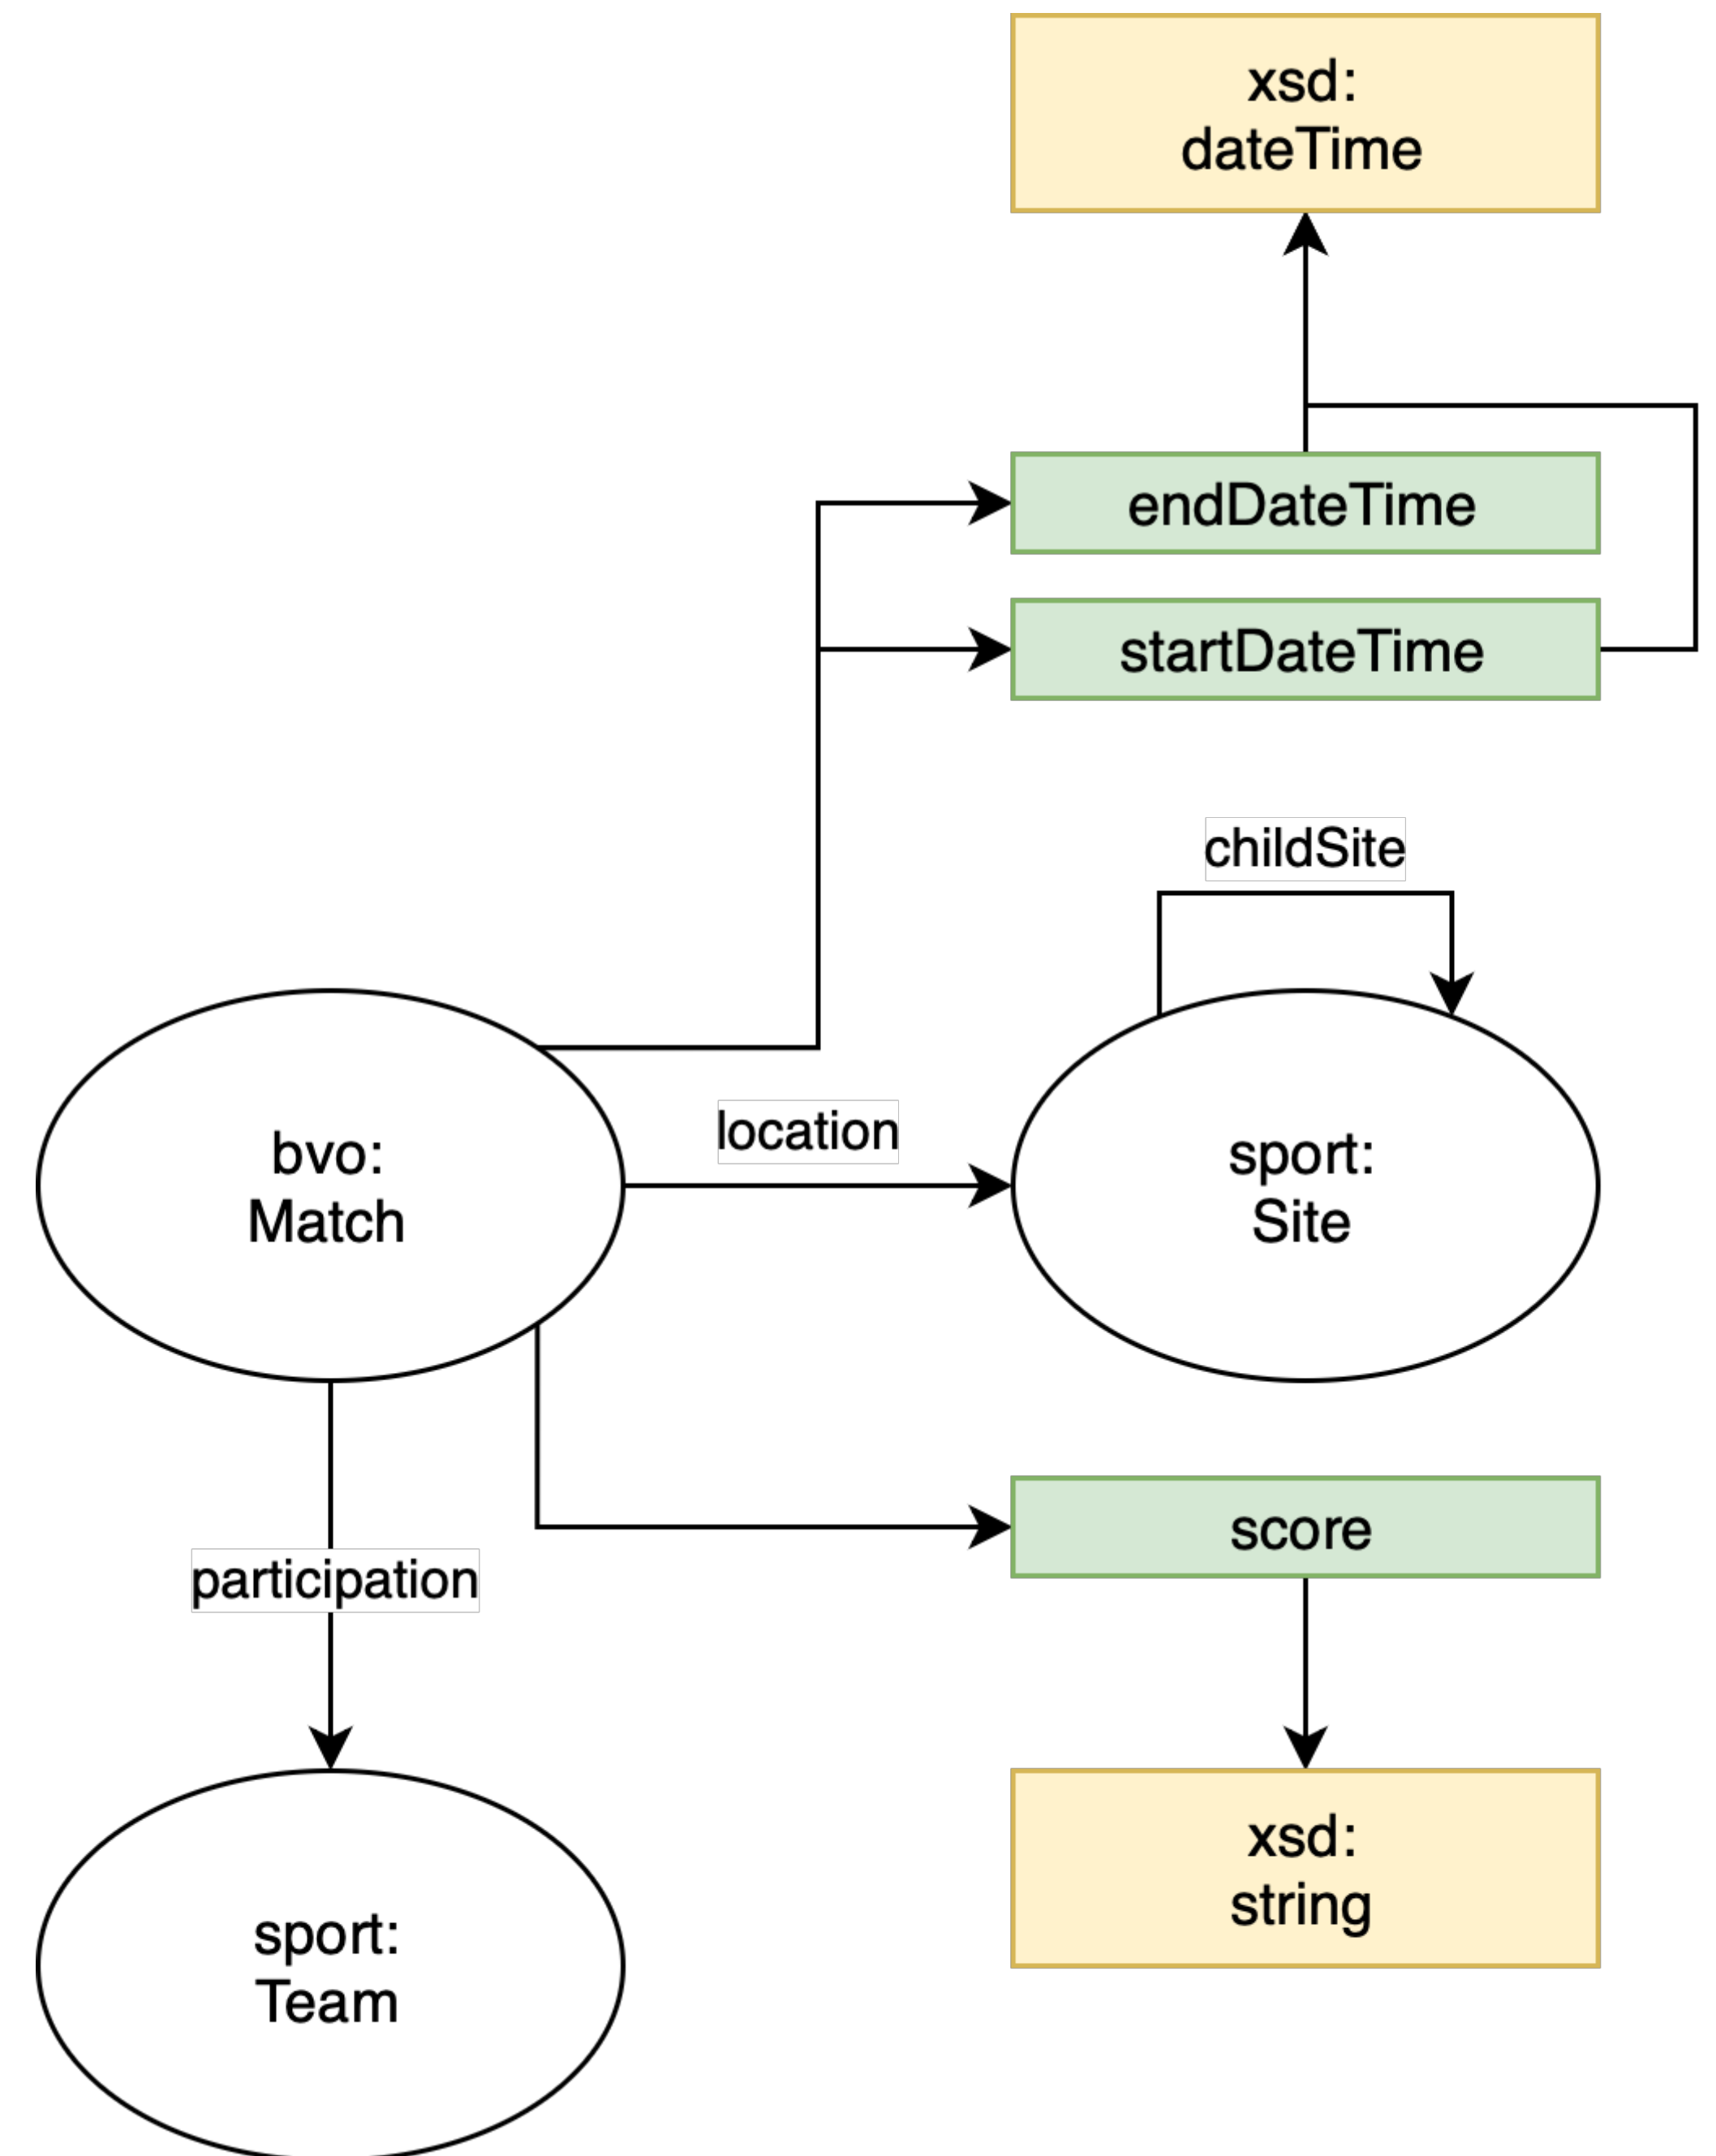 xsd:
dateTime
endDateTime
startDateTime
childSite
bvo:
Match
location
sport:
Site
score
participation
xsd:
string
sport:
Team